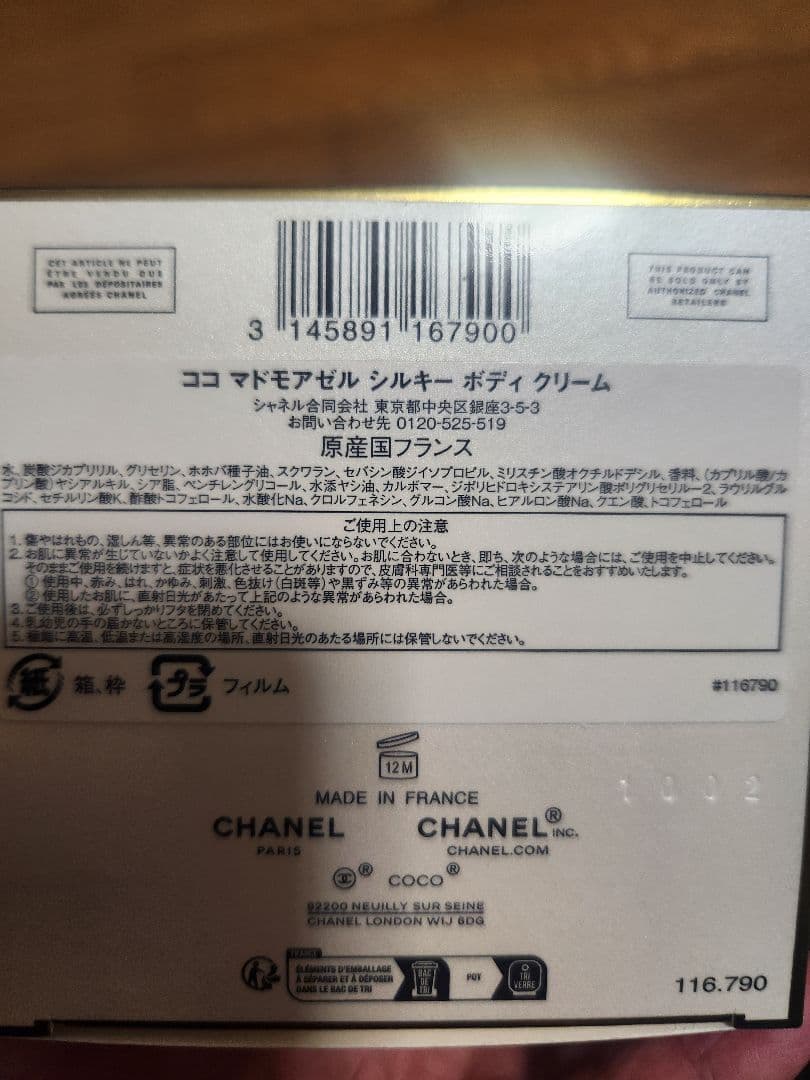 CET ARTICLE NE PEUT
ÊTRE VENDU QUE
PAR LES DÉPOSITAIRES
AGRÉÉS CHANEL
THIS PRODUCT CAN
BE SOLD ONLY BY
AUTHORIZED CHANEL
RETAILERS
3 145891 167900
ココ マドモアゼル シルキー ボディ クリーム
シャネル合同会社 東京都中央区銀座3-5-3
お問い合わせ先 0120-525-519
原産国フランス
水、炭酸ジカプリリル、グリセリン、ホホバ種子油、スクワラン、セバシン酸ジイソプロピル、ミリスチン酸オクチルドデシル、香料、(カプリル酸/カ
プリン酸)ヤシアルキル、シア脂、ペンチレングリコール、水添ヤシ油、カルボマー、ジポリヒドロキシステアリン酸ポリグリセリル-2、ラウリルグル
コシド、セチルリン酸K、酢酸トコフェロール、水酸化Na、クロルフェネシン、グルコン酸Na、ヒアルロン酸Na、クエン酸、トコフェロール
ご使用上の注意
1. 傷やはれもの、湿しん等、異常のある部位にはお使いにならないでください。
2. お肌に異常が生じていないかよく注意して使用してください。お肌に合わないとき、即ち、次のような場合には、ご使用を中止してください。
そのままご使用を続けますと、症状を悪化させることがありますので、皮膚科専門医等にご相談されることをおすすめいたします。
①使用中、赤み、はれ、かゆみ、刺激、色抜け(白斑等)や黒ずみ等の異常があらわれた場合。
②使用したお肌に、直射日光があたって上記のような異常があらわれた場合。
3. ご使用後は、必ずしっかりフタを閉めてください。
4. 乳幼児の手の届かないところに保管してください。
5. 極端に高温、低温または高湿度の場所、直射日光のあたる場所には保管しないでください。
紙 箱、枠 プラ フィルム #116790
12M
1002
MADE IN FRANCE
CHANEL CHANEL® INC.
PARIS CHANEL.COM
® COCO®
92200 NEUILLY SUR SEINE
CHANEL LONDON W1J 6DG
FRANCE
ÉLÉMENTS D'EMBALLAGE
À SÉPARER ET À DÉPOSER
DANS LE BAC DE TRI
BAC
DE
TRI
POT
TRI
VERRE
116.790